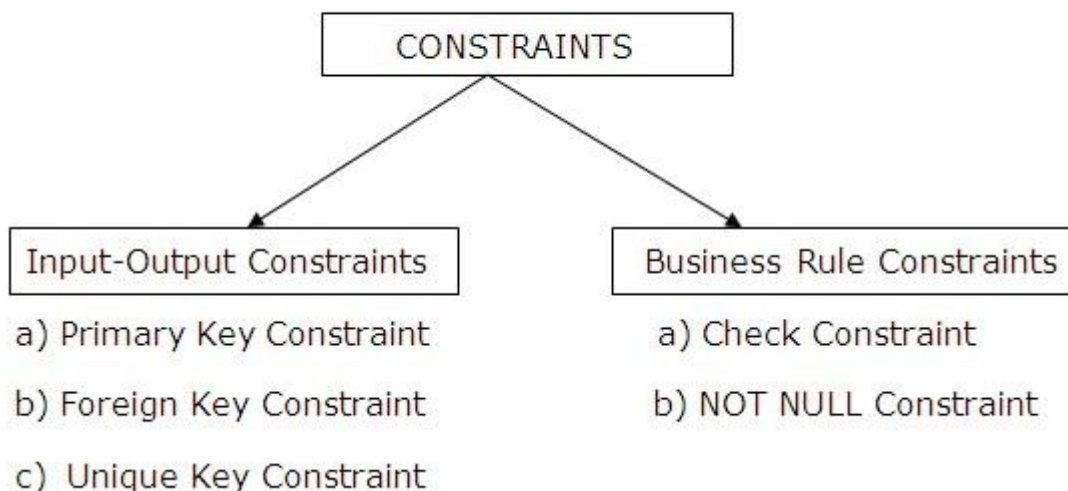 CONSTRAINTS
Input-Output Constraints
a) Primary Key Constraint
b) Foreign Key Constraint
c) Unique Key Constraint
Business Rule Constraints
a) Check Constraint
b) NOT NULL Constraint